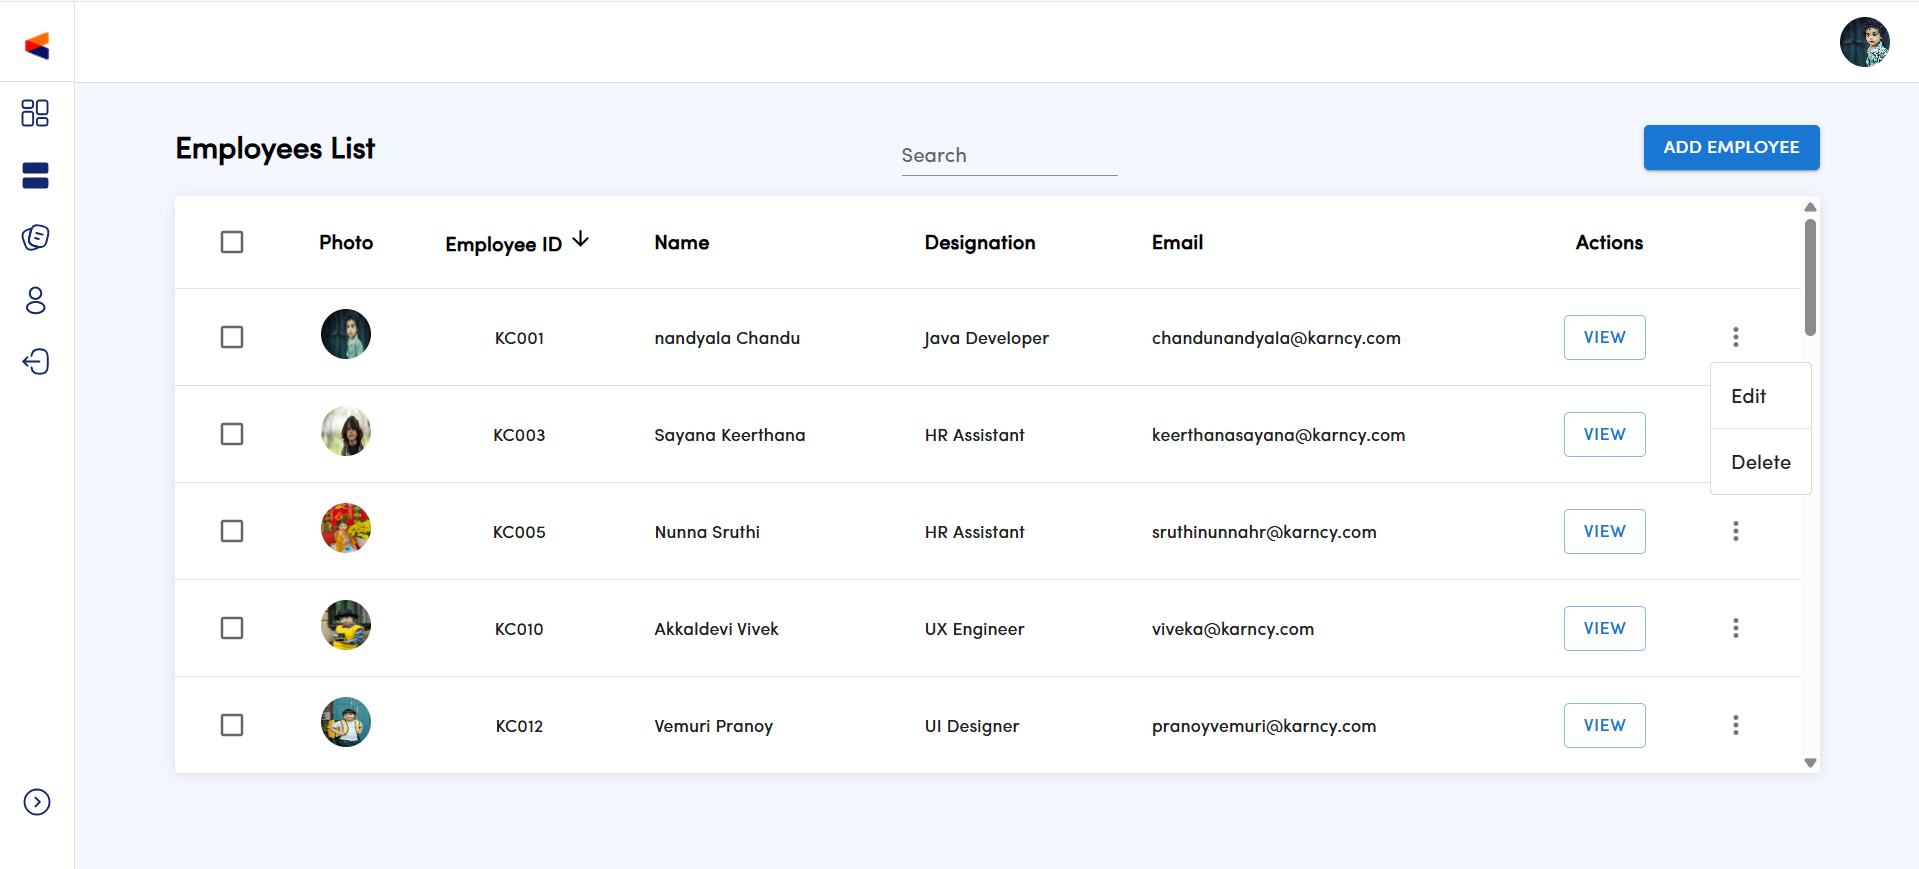 Employees List
Search
ADD EMPLOYEE
Photo Employee ID Name Designation Email Actions
KC001 nandyala Chandu Java Developer chandunandyala@karncy.com VIEW
Edit
KC003 Sayana Keerthana HR Assistant keerthanasayana@karncy.com VIEW
Delete
KC005 Nunna Sruthi HR Assistant sruthinunnahr@karncy.com VIEW
KC010 Akkaldevi Vivek UX Engineer viveka@karncy.com VIEW
KC012 Vemuri Pranoy UI Designer pranoyvemuri@karncy.com VIEW